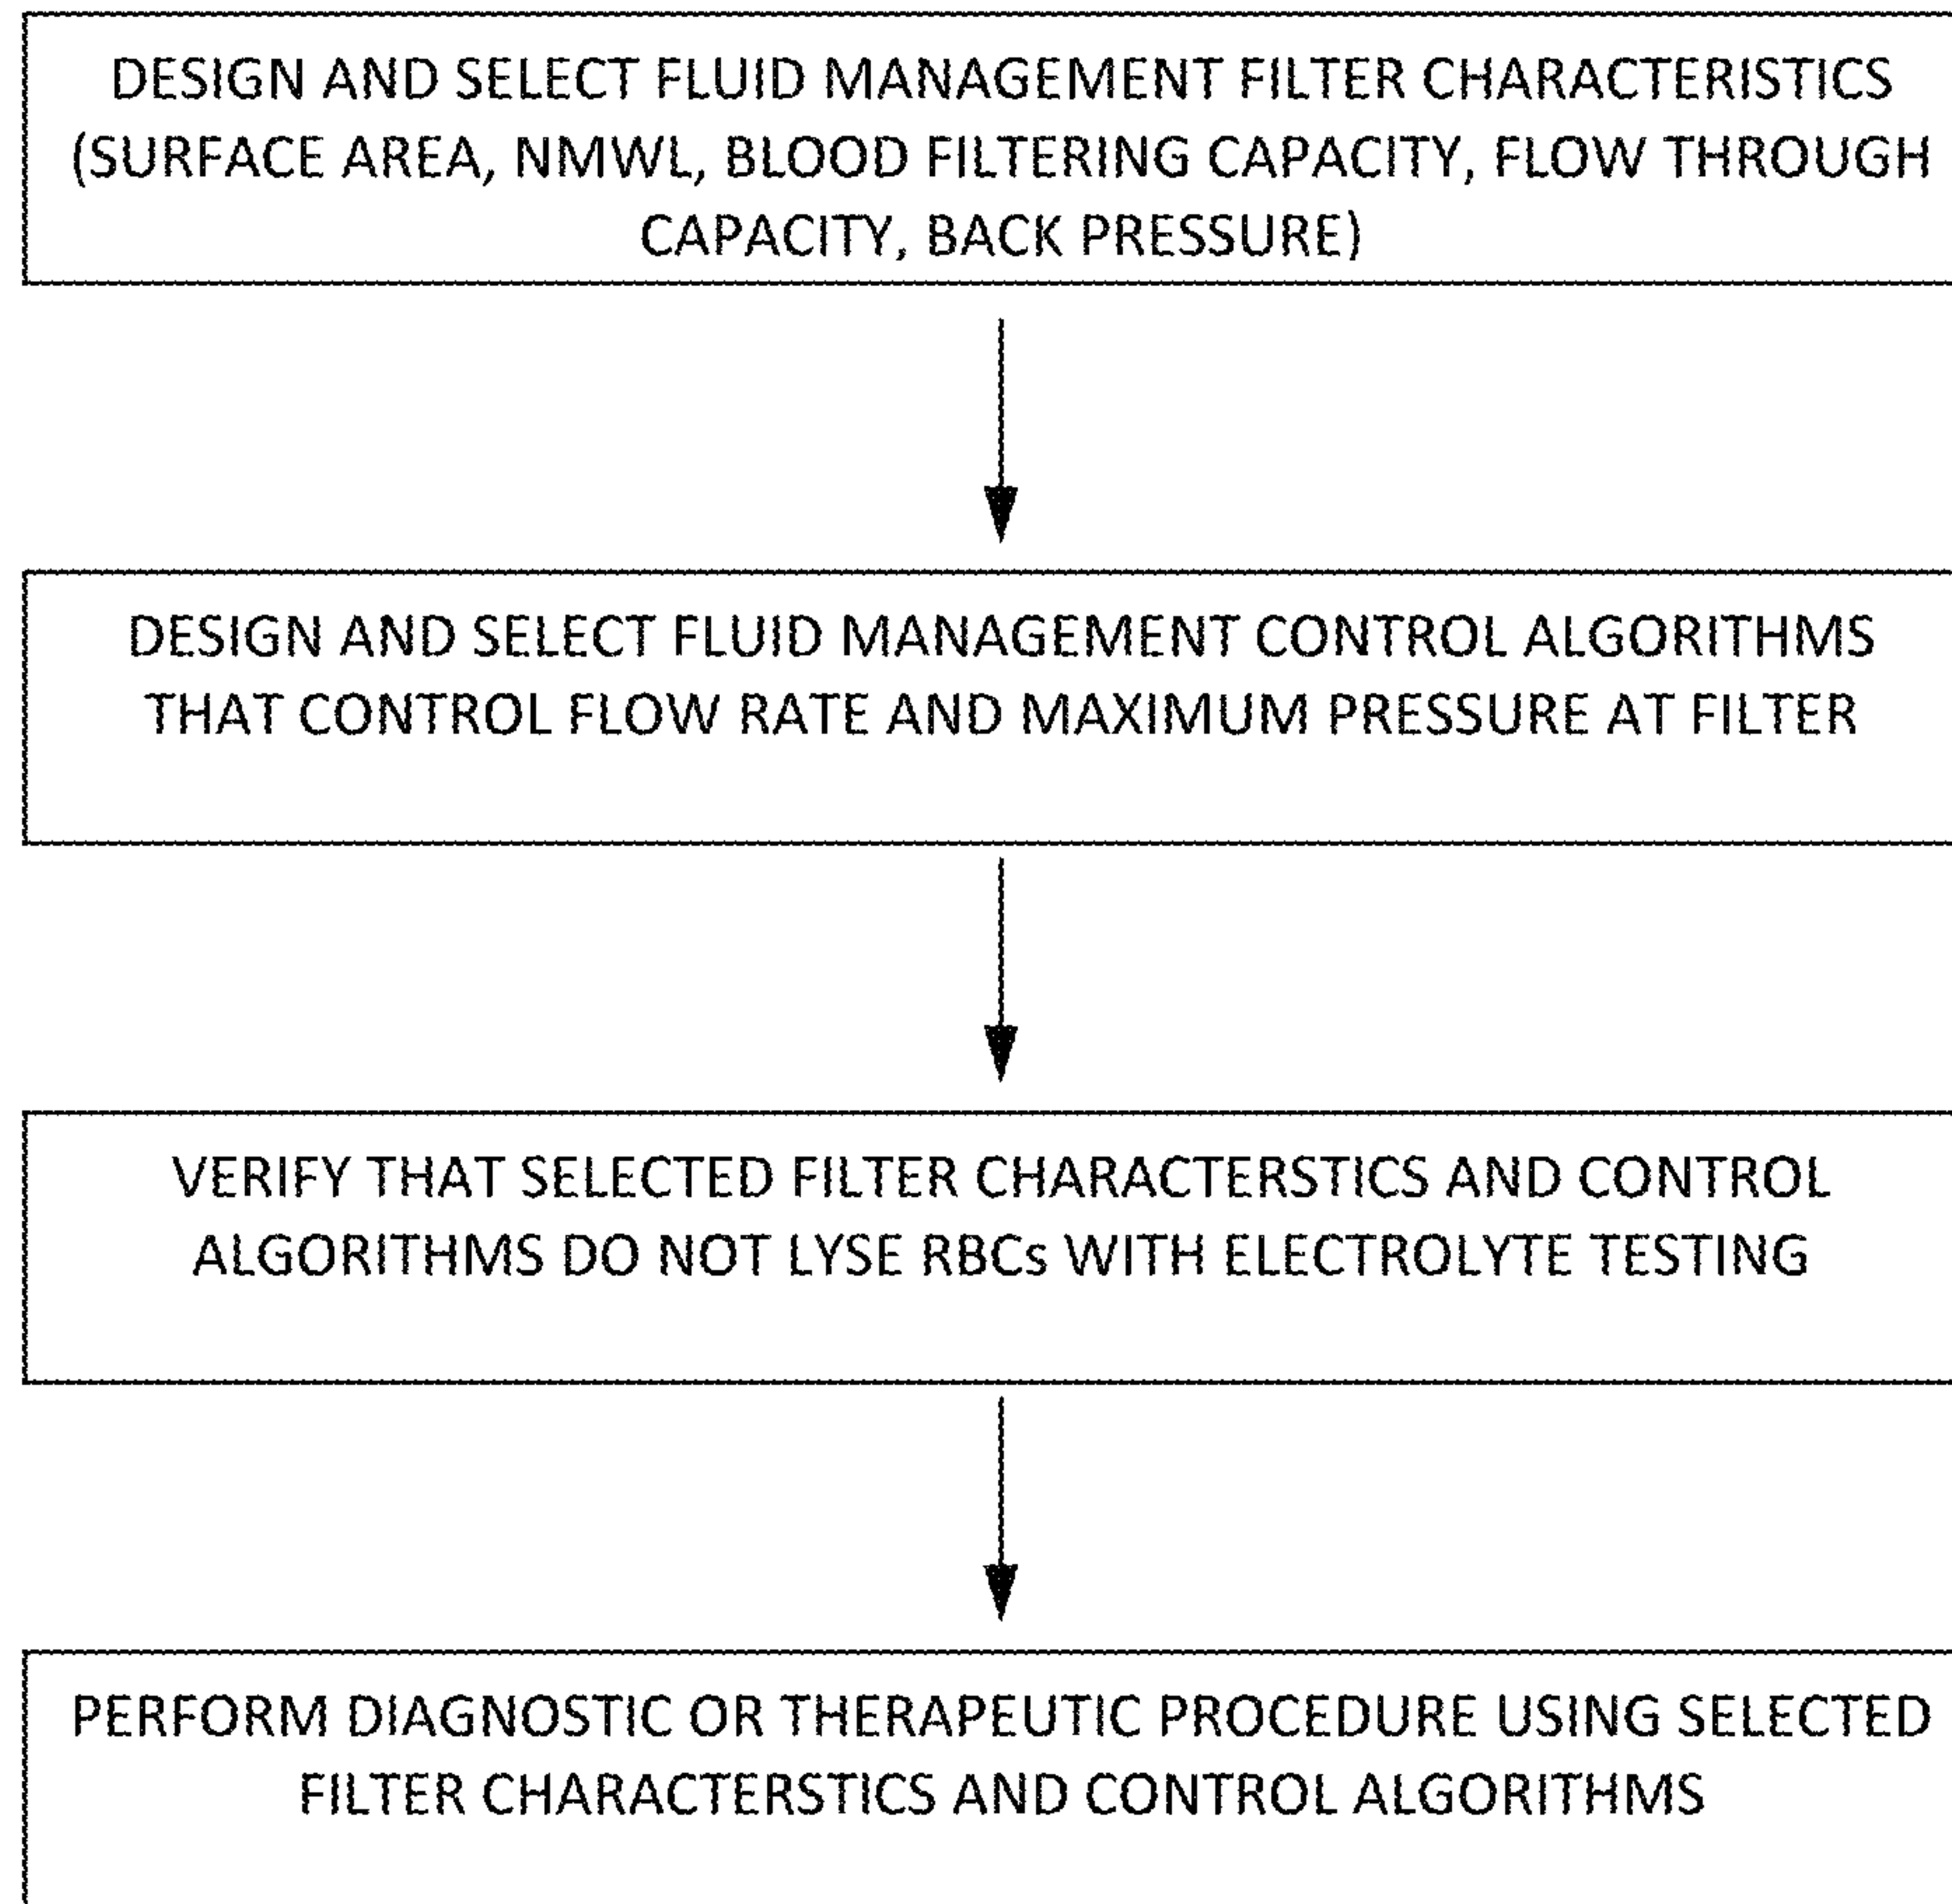 DESIGN AND SELECT FLUID MANAGEMENT FILTER CHARACTERISTICS
(SURFACE AREA, NMWL, BLOOD FILTERING CAPACITY, FLOW THROUGH
CAPACITY, BACK PRESSURE)
DESIGN AND SELECT FLUID MANAGEMENT CONTROL ALGORITHMS
THAT CONTROL FLOW RATE AND MAXIMUM PRESSURE AT FILTER
VERIFY THAT SELECTED FILTER CHARACTERSTICS AND CONTROL
ALGORITHMS DO NOT LYSE RBCs WITH ELECTROLYTE TESTING
PERFORM DIAGNOSTIC OR THERAPEUTIC PROCEDURE USING SELECTED
FILTER CHARACTERSTICS AND CONTROL ALGORITHMS